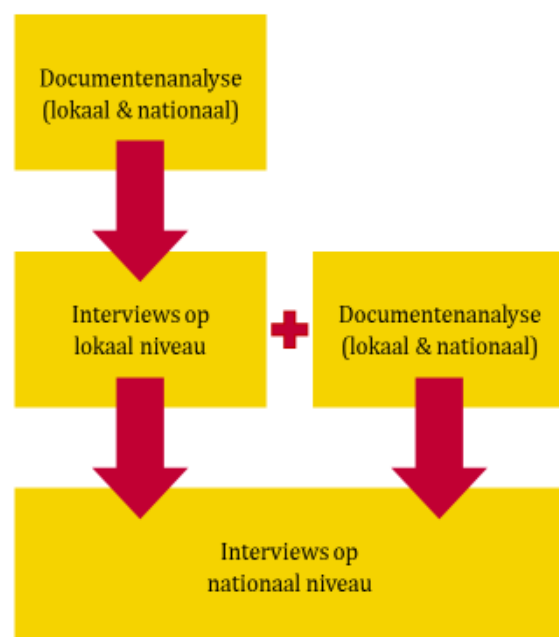 Documentenanalyse
(lokaal & nationaal)
Interviews op
lokaal niveau
Documentenanalyse
(lokaal & nationaal)
Interviews op
nationaal niveau